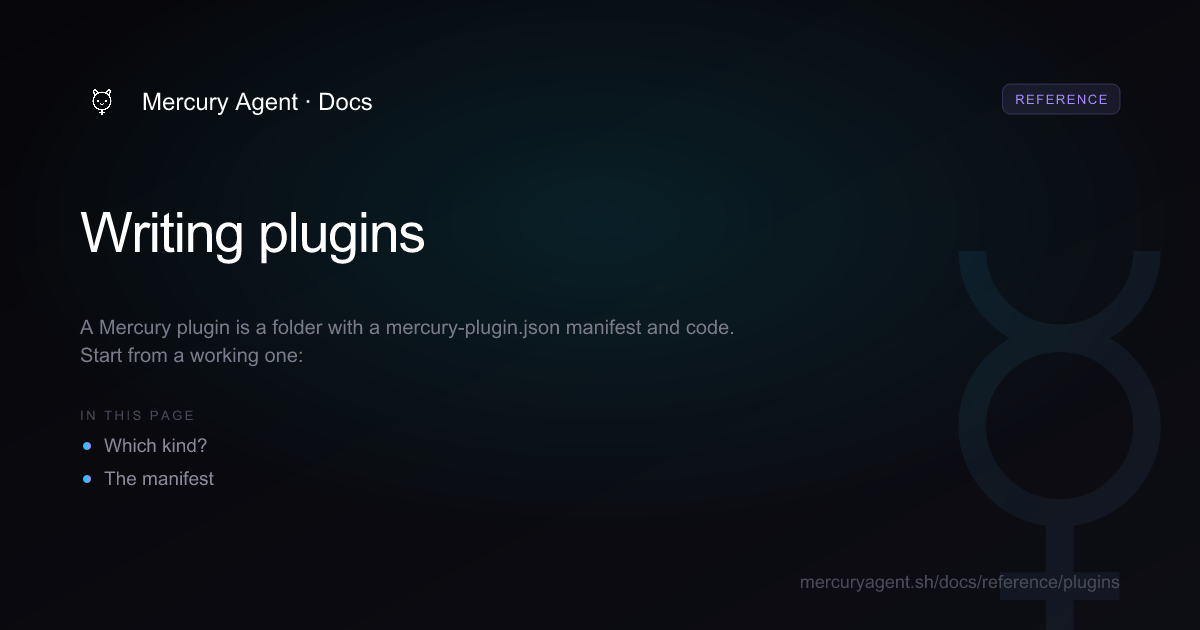 Mercury Agent · Docs
REFERENCE
Writing plugins
A Mercury plugin is a folder with a mercury-plugin.json manifest and code.
Start from a working one:
IN THIS PAGE
Which kind?
The manifest
mercuryagent.sh/docs/reference/plugins